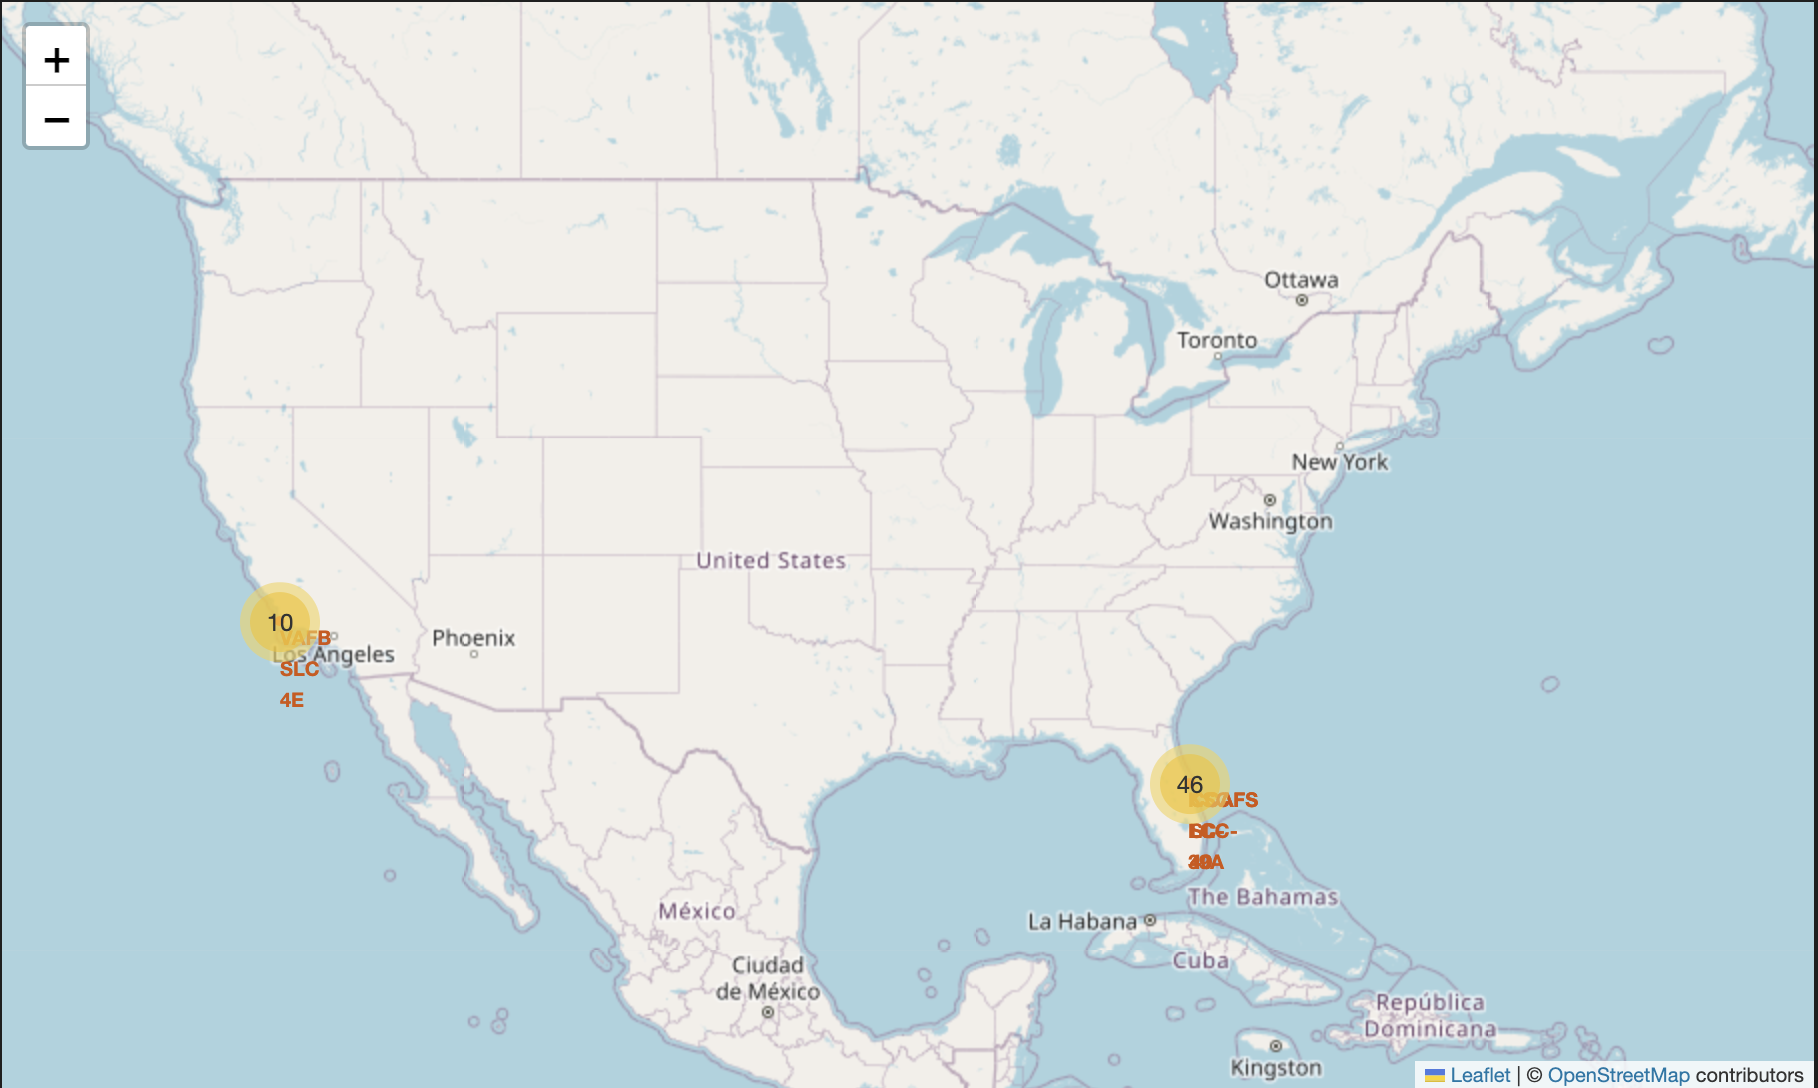 +
−
Ottawa
Toronto
New York
Washington
United States
10
VAFB
Los Angeles
SLC
4E
Phoenix
46
México
The Bahamas
La Habana
Cuba
Ciudad
de México
República
Dominicana
Kingston
Leaflet | © OpenStreetMap contributors